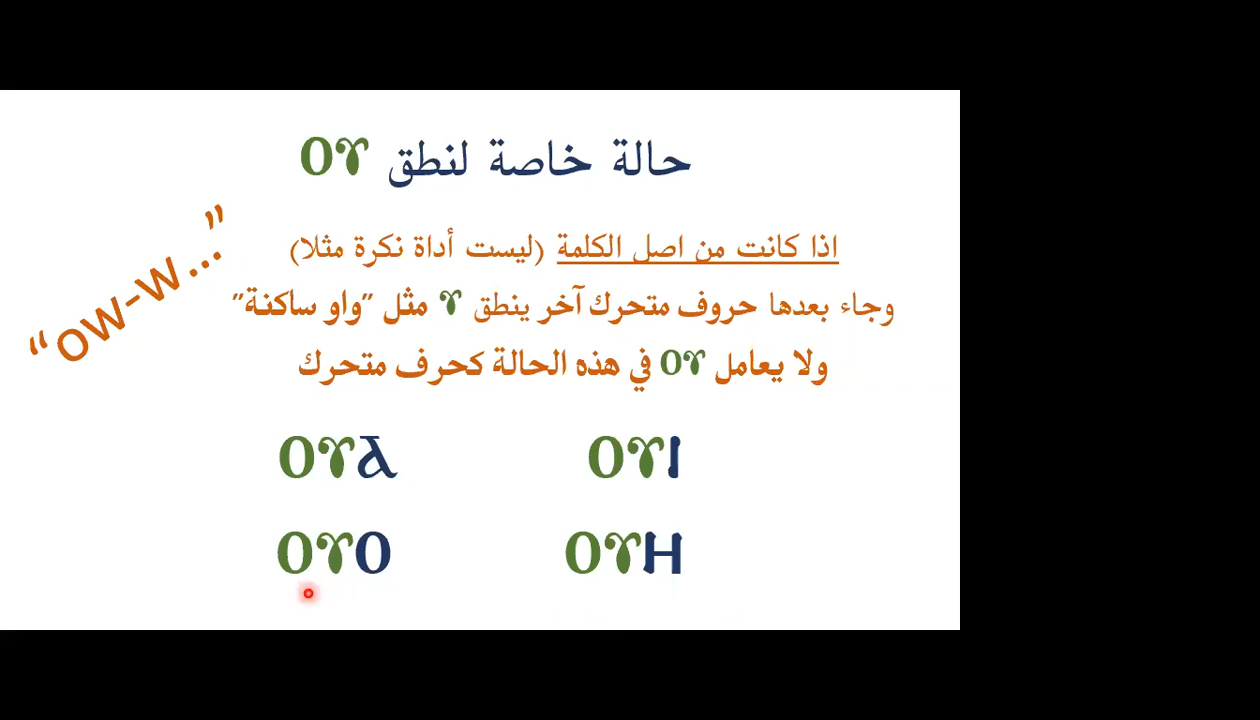 حالة خاصة لنطق ⲞⲨ
“ow-w...”
اذا كانت من اصل الكلمة (ليست أداة نكرة مثلا)
وجاء بعدها حروف متحرك آخر ينطق Ⲩ مثل "واو ساكنة"
ولا يعامل ⲞⲨ في هذه الحالة كحرف متحرك
ⲞⲨⲀ ⲞⲨⲒ
ⲞⲨⲞ ⲞⲨⲎ